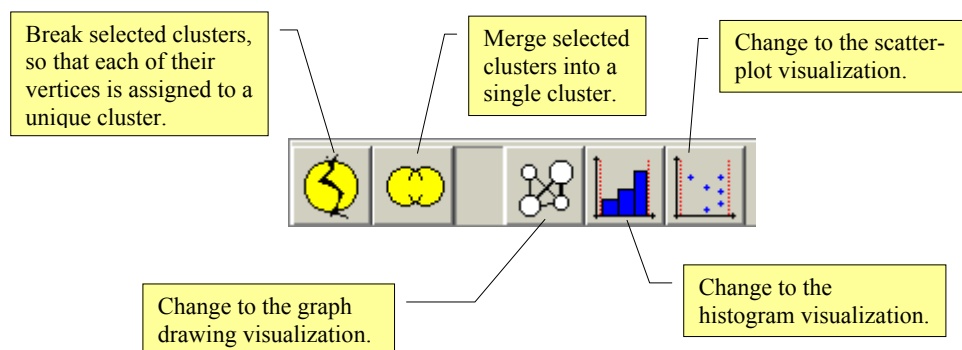 Break selected clusters,
so that each of their
vertices is assigned to a
unique cluster.
Merge selected
clusters into a
single cluster.
Change to the scatter-
plot visualization.
Change to the graph
drawing visualization.
Change to the
histogram visualization.